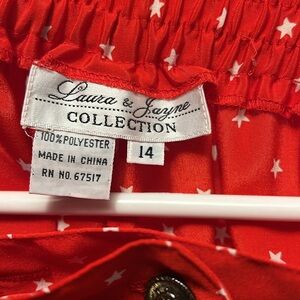 Laura & Jayne
COLLECTION
100% POLYESTER
MADE IN CHINA
RN NO. 67517
14